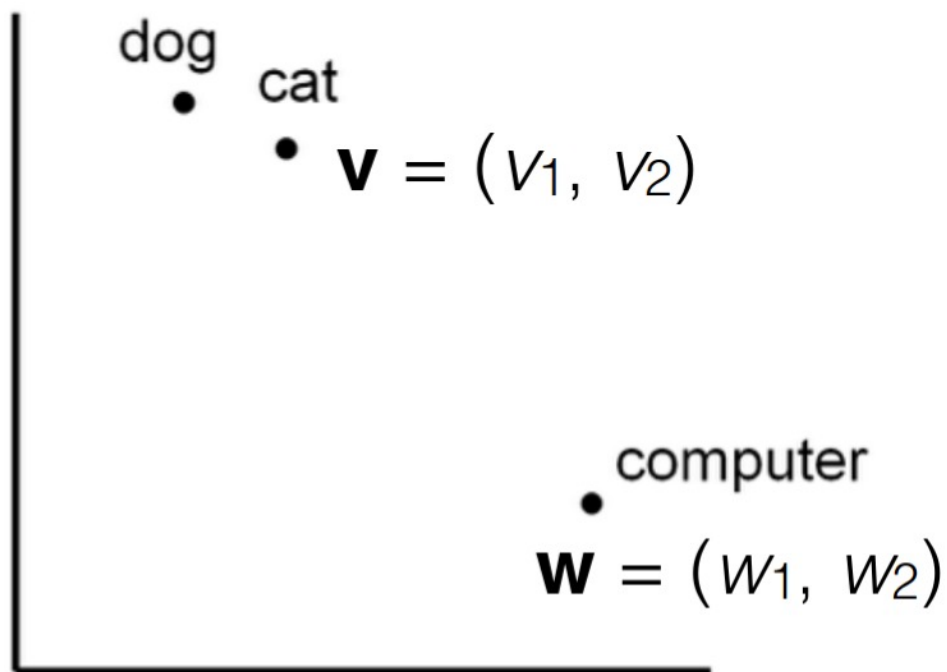 dog
cat
v = (v1, v2)
computer
w = (w1, w2)